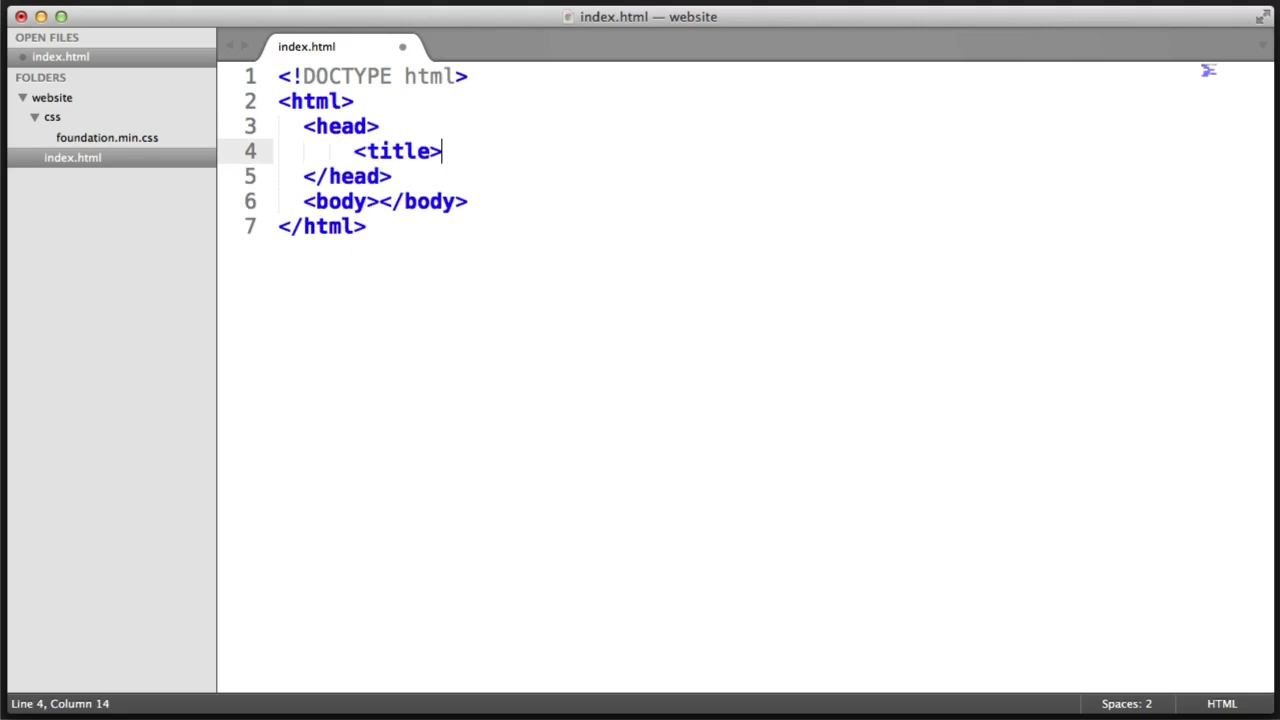 index.html — website
OPEN FILES
index.html
FOLDERS
website
css
foundation.min.css
index.html
index.html
1 <!DOCTYPE html>
2 <html>
3   <head>
4       <title>
5   </head>
6   <body></body>
7 </html>
Line 4, Column 14
Spaces: 2
HTML